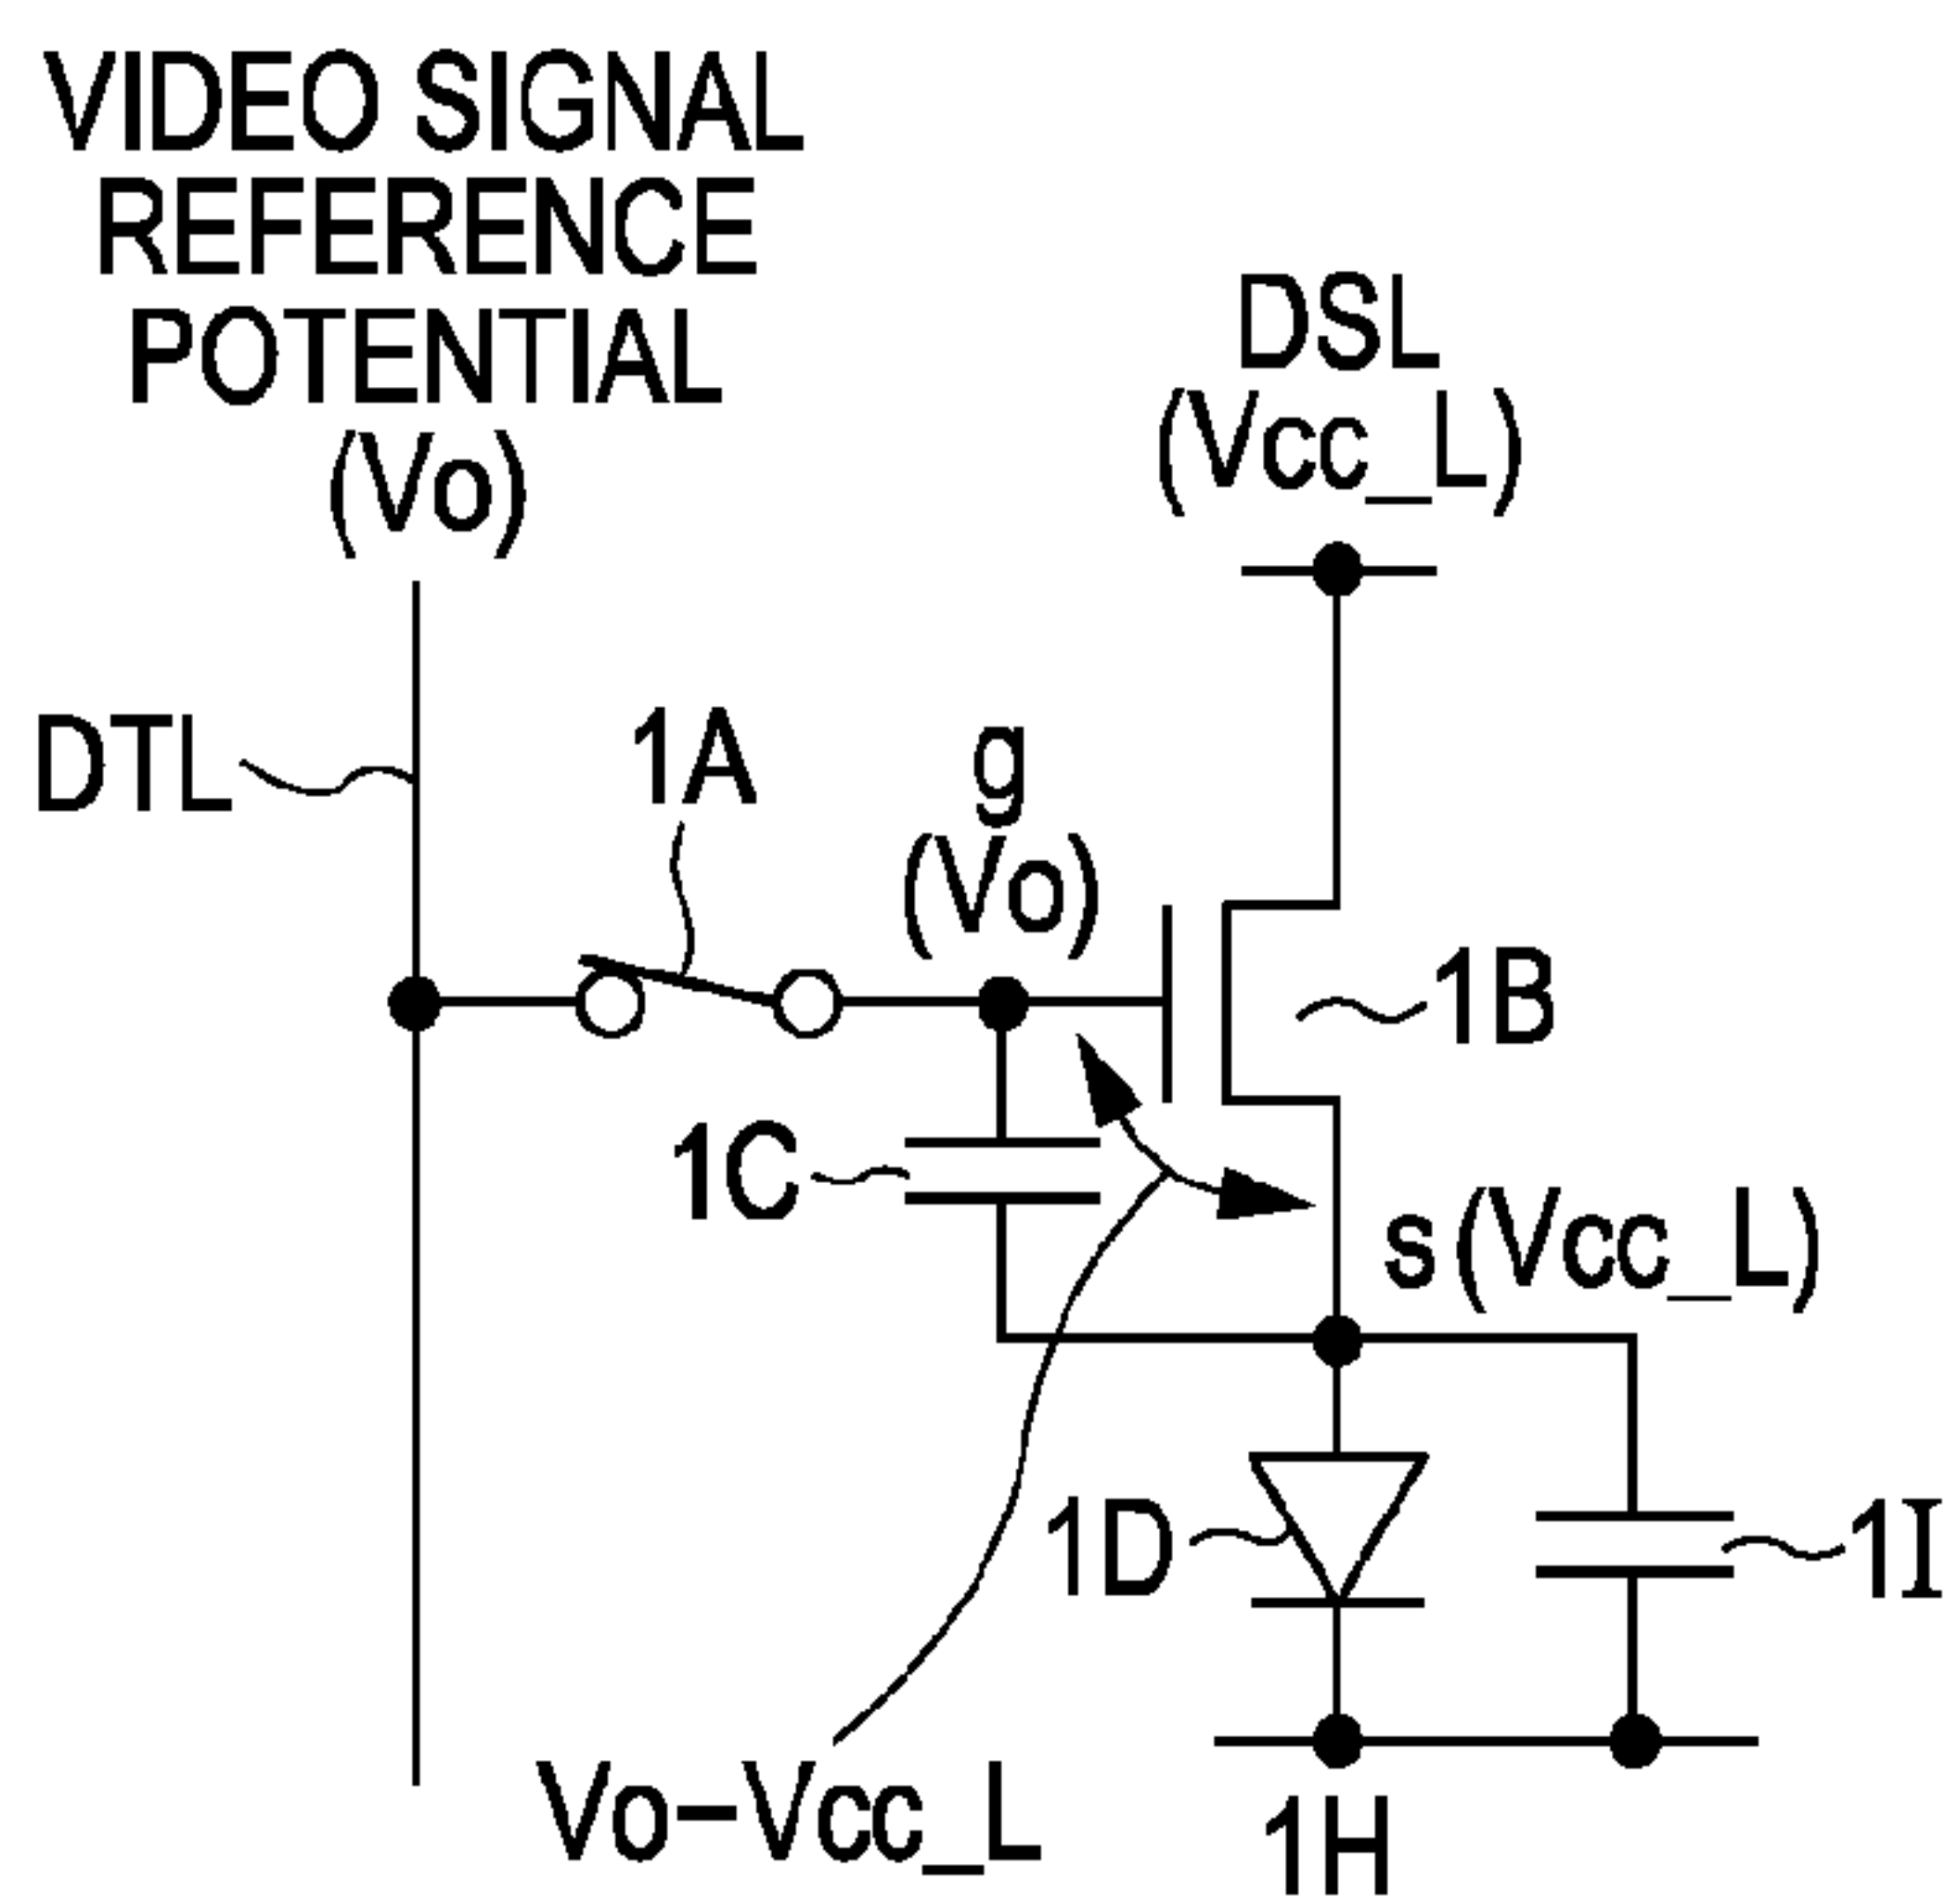 VIDEO SIGNAL
REFERENCE
POTENTIAL
(Vo)
DSL
(Vcc_L)
DTL
1A
g
(Vo)
1B
1C
s(Vcc_L)
1D
1I
Vo−Vcc_L
1H